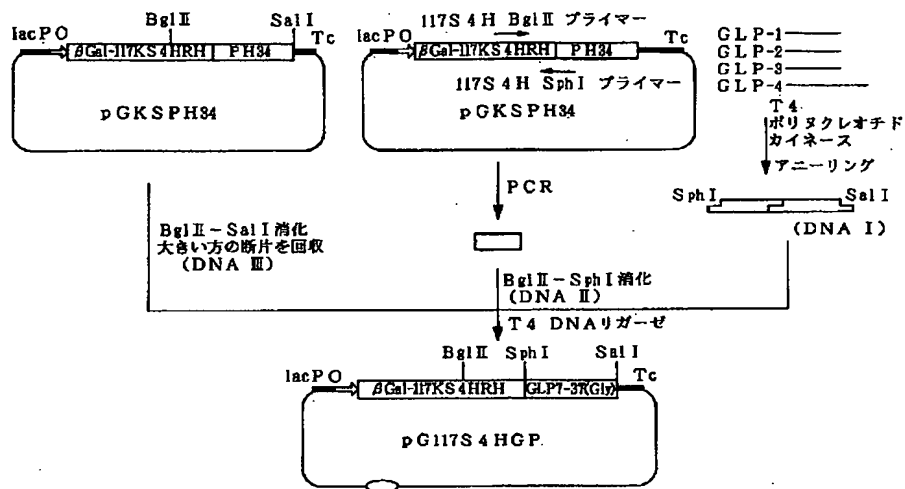 BglⅡ SalⅠ
lacPO Tc
βGal-117KS4HRH PH34
pGKSPH34
117S4H BglⅡ プライマー
Tc
βGal-117KS4HRH PH34
117S4H SphⅠ プライマー
pGKSPH34
GLP-1
GLP-2
GLP-3
GLP-4
T4
ポリヌクレオチド
カイネース
アニーリング
SphⅠ SalⅠ
(DNA Ⅰ)
PCR
BglⅡ-SalⅠ消化
大きい方の断片を回収
(DNA Ⅲ)
BglⅡ-SphⅠ消化
(DNA Ⅱ)
T4 DNAリガーゼ
BglⅡ SphⅠ SalⅠ
lacPO Tc
βGal-117KS4HRH GLP7-37(Gly)
pG117S4HGP